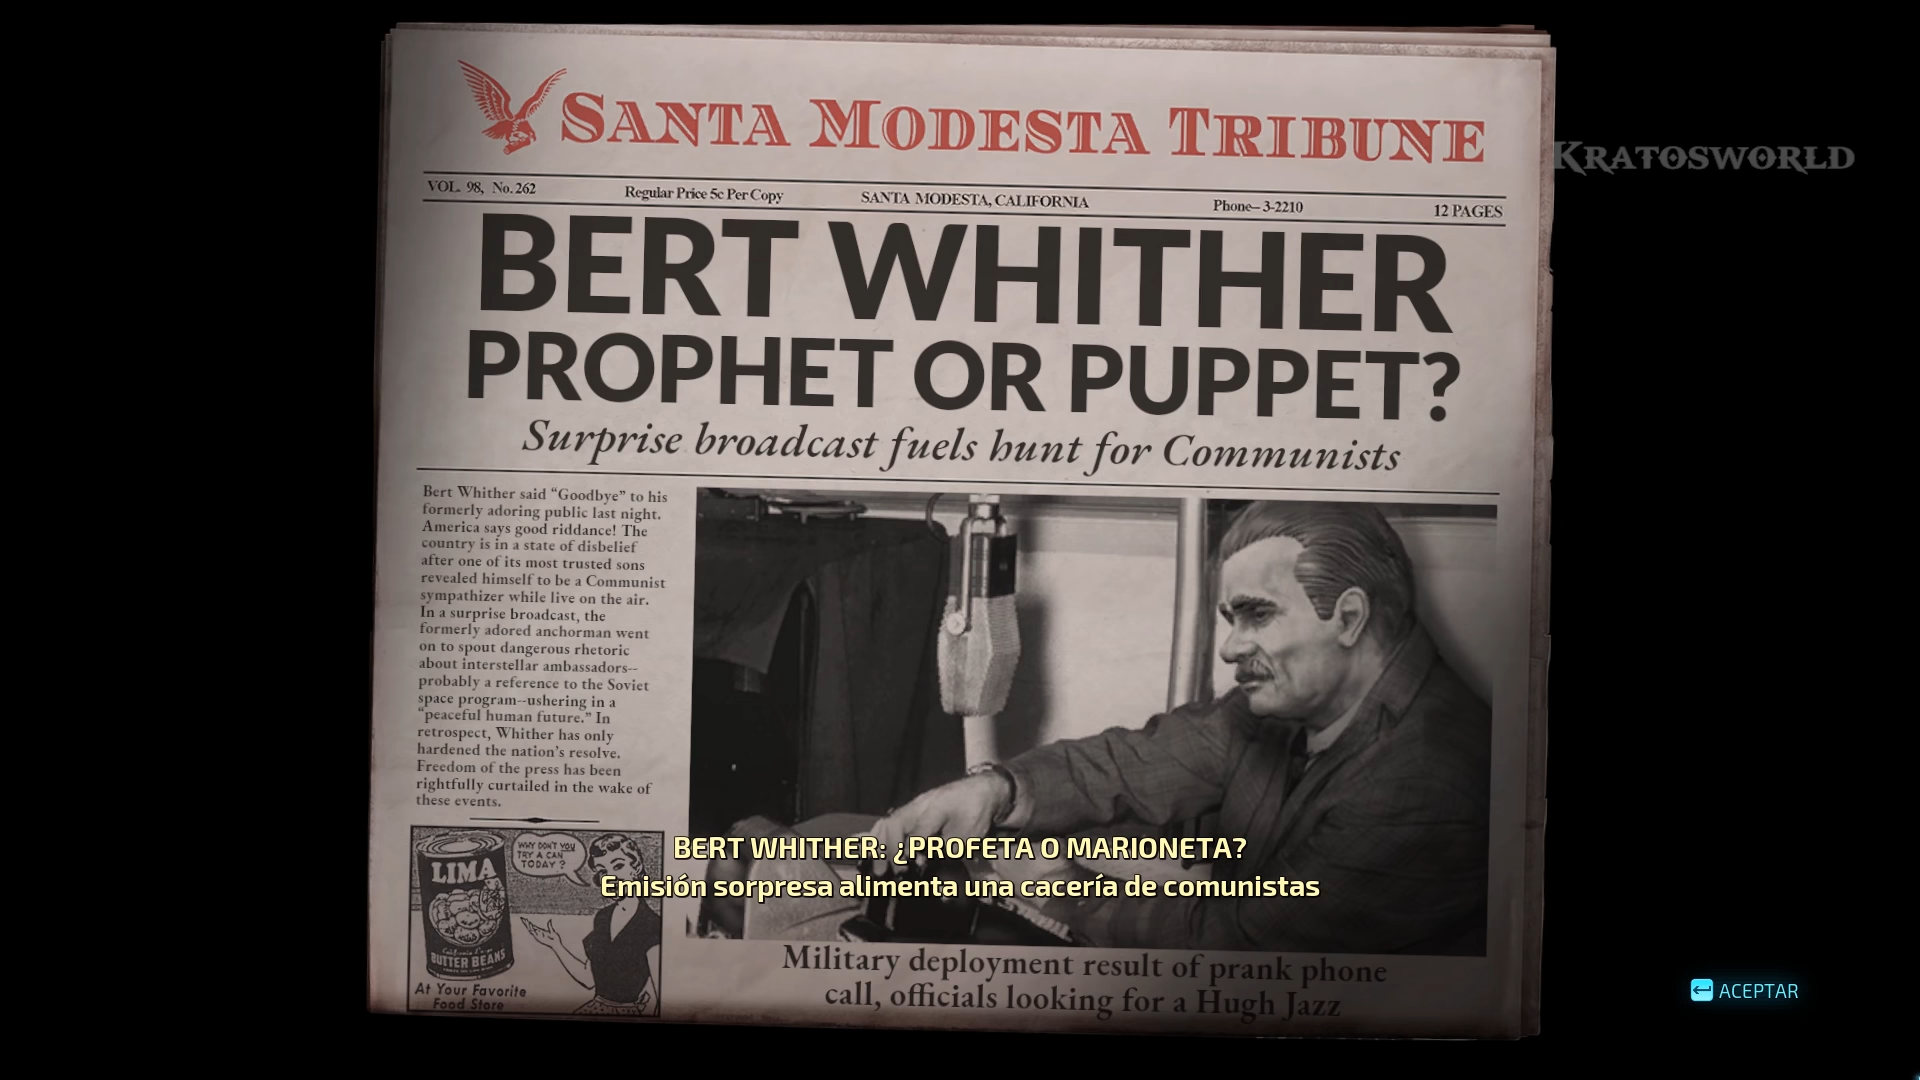 SANTA MODESTA TRIBUNE
KRATOSWORLD
VOL. 98, No. 262 Regular Price 5c Per Copy SANTA MODESTA, CALIFORNIA Phone-- 3-2210 12 PAGES
BERT WHITHER
PROPHET OR PUPPET?
Surprise broadcast fuels hunt for Communists
Bert Whither said “Goodbye” to his
formerly adoring public last night.
America says good riddance! The
country is in a state of disbelief
after one of its most trusted sons
revealed himself to be a Communist
sympathizer while live on the air.
In a surprise broadcast, the
formerly adored anchorman went
on to spout dangerous rhetoric
about interstellar ambassadors--
probably a reference to the Soviet
space program--ushering in a
“peaceful human future.” In
retrospect, Whither has only
hardened the nation’s resolve.
Freedom of the press has been
rightfully curtailed in the wake of
these events.
WHY DON'T YOU
TRY A CAN
TODAY?
LIMA
BUTTER BEANS
At Your Favorite
Food Store
BERT WHITHER: ¿PROFETA O MARIONETA?
Emisión sorpresa alimenta una cacería de comunistas
Military deployment result of prank phone
call, officials looking for a Hugh Jazz
ACEPTAR